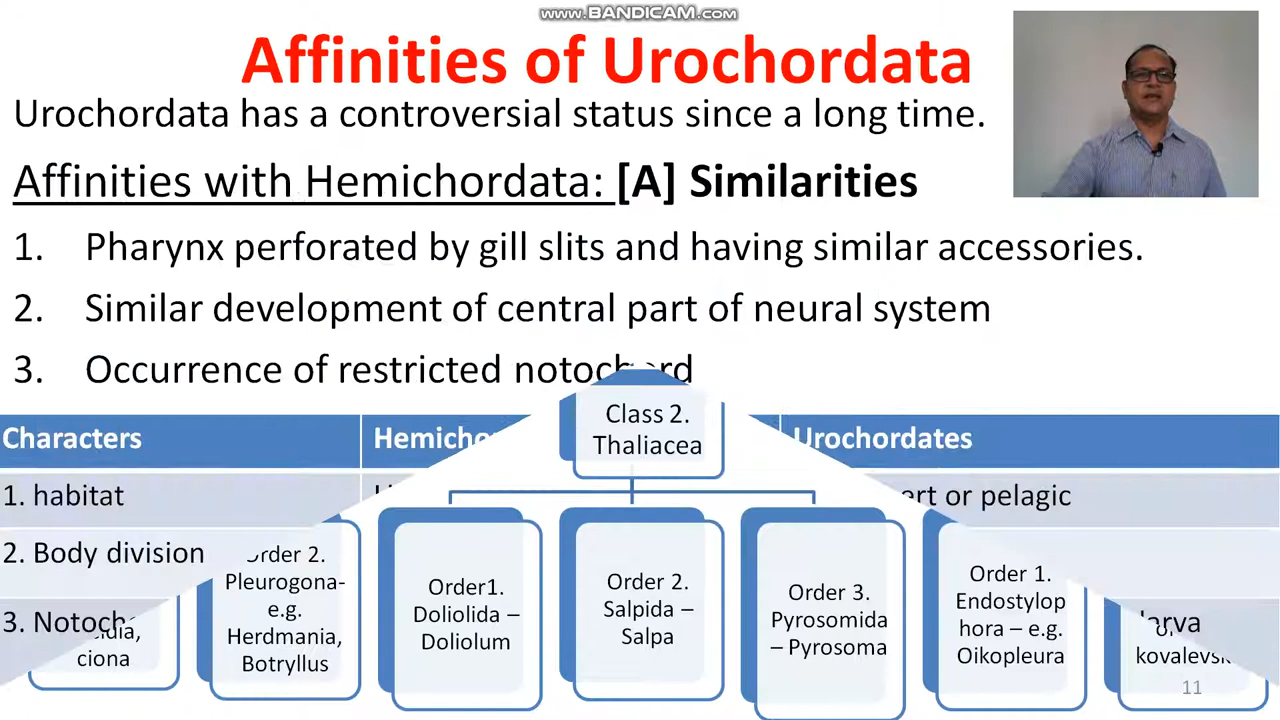 www.BANDICAM.com
Affinities of Urochordata
Urochordata has a controversial status since a long time.
Affinities with Hemichordata: [A] Similarities
1. Pharynx perforated by gill slits and having similar accessories.
2. Similar development of central part of neural system
3. Occurrence of restricted notochord
Characters
Urochordates
1. habitat
or pelagic
2. Body division
3.
larva
Class 2.
Thaliacea
Order 2.
Pleurogona-
e.g.
Herdmania,
Botryllus
Order1.
Doliolida –
Doliolum
Order 2.
Salpida –
Salpa
Order 3.
Pyrosomida
– Pyrosoma
Order 1.
Endostylop
hora – e.g.
Oikopleura
ciona
11